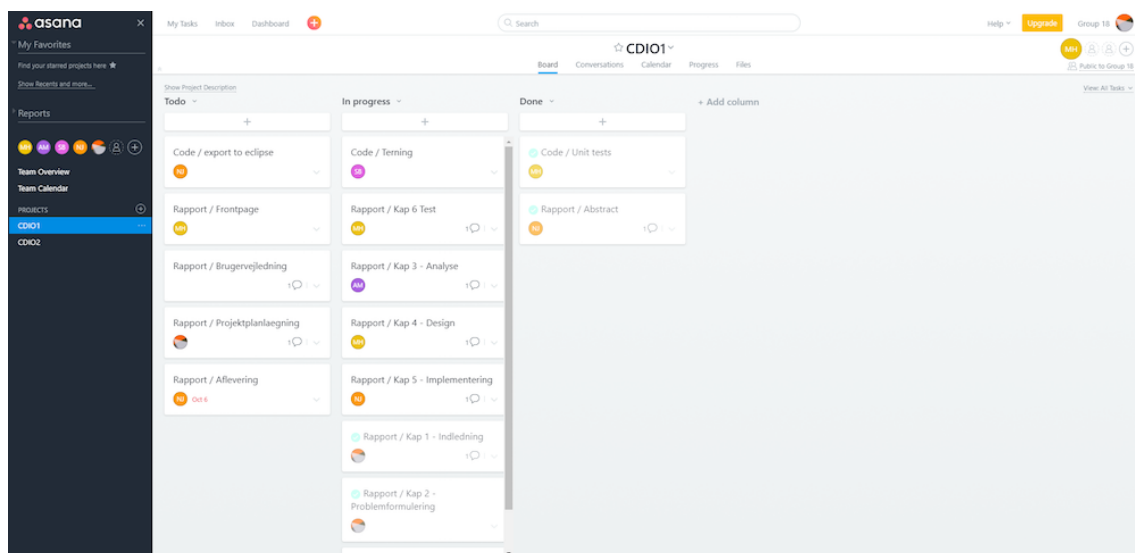 asana
×
My Tasks Inbox Dashboard
Search
Help
Upgrade
Group 18
My Favorites
Find your starred projects here
Show Recents and more...
Reports
MH AM SB NJ
Team Overview
Team Calendar
PROJECTS
CDIO1
CDIO2
CDIO1
Board Conversations Calendar Progress Files
MH
Public to Group 18
Show Project Description
View: All Tasks
Todo
Code / export to eclipse
NJ
Rapport / Frontpage
MH
Rapport / Brugervejledning
1
Rapport / Projektplanlaegning
1
Rapport / Aflevering
NJ Oct 6
In progress
Code / Terning
SB
Rapport / Kap 6 Test
MH 1
Rapport / Kap 3 - Analyse
AM 1
Rapport / Kap 4 - Design
MH 1
Rapport / Kap 5 - Implementering
NJ 1
Rapport / Kap 1 - Indledning
1
Rapport / Kap 2 -
Problemformulering
Done
Code / Unit tests
MH
Rapport / Abstract
NJ 1
+ Add column